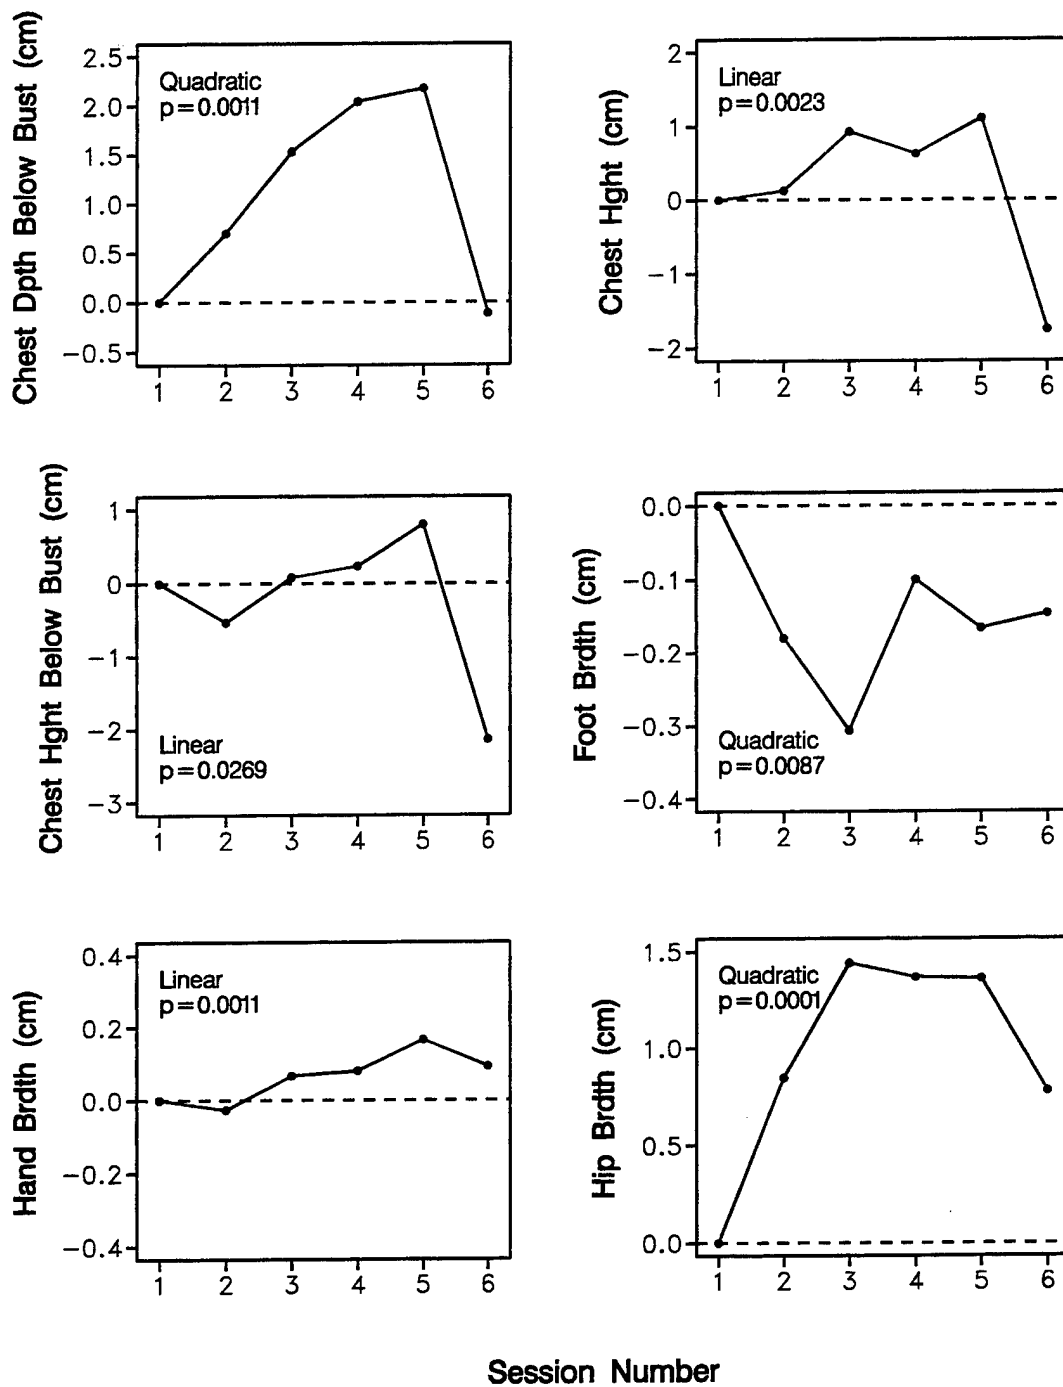 Chest Dpth Below Bust (cm)
2.5
2.0
1.5
1.0
0.5
0.0
−0.5
Quadratic
p=0.0011
1 2 3 4 5 6
Chest Hght (cm)
2
1
0
−1
−2
Linear
p=0.0023
1 2 3 4 5 6
Chest Hght Below Bust (cm)
1
0
−1
−2
−3
Linear
p=0.0269
1 2 3 4 5 6
Foot Brdth (cm)
0.0
−0.1
−0.2
−0.3
−0.4
Quadratic
p=0.0087
1 2 3 4 5 6
Hand Brdth (cm)
0.4
0.2
0.0
−0.2
−0.4
Linear
p=0.0011
1 2 3 4 5 6
Hip Brdth (cm)
1.5
1.0
0.5
0.0
Quadratic
p=0.0001
1 2 3 4 5 6
Session Number